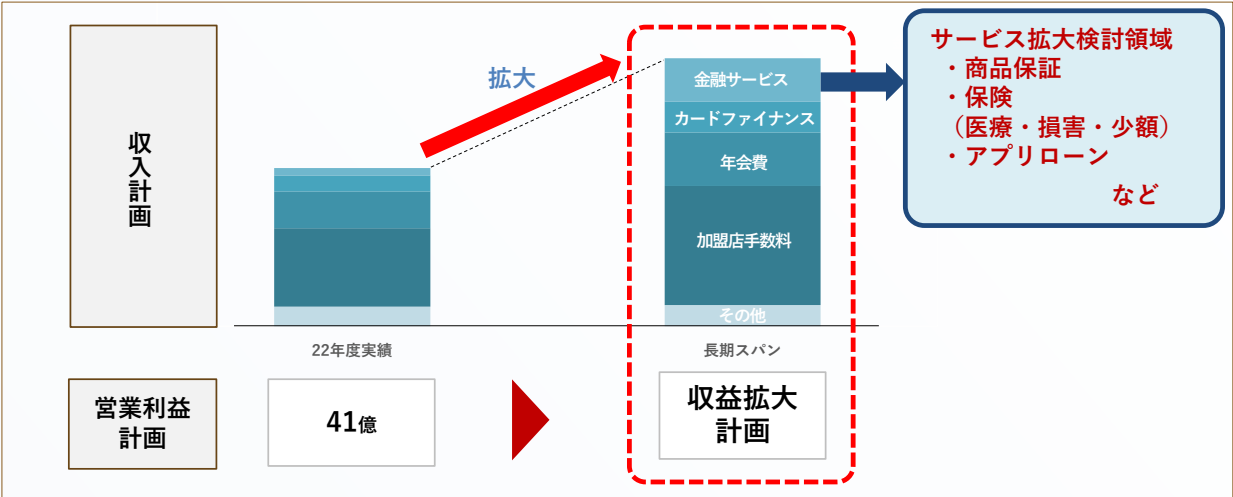 収入計画
拡大
金融サービス
カードファイナンス
年会費
加盟店手数料
その他
22年度実績
長期スパン
サービス拡大検討領域
・商品保証
・保険
（医療・損害・少額）
・アプリローン
など
営業利益
計画
41億
収益拡大
計画